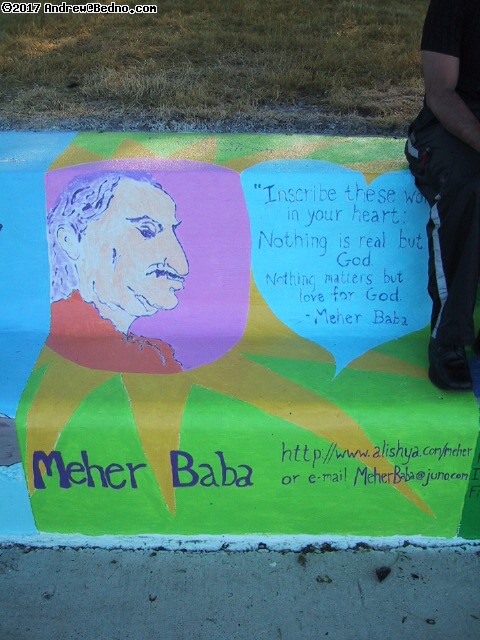 ©2017 Andrew@Bedno.com
"Inscribe these
in your heart:
Nothing is real but
God
Nothing matters but
love for God.
- Meher Baba
Meher Baba
http://www.alishya.com/meher
or e-mail MeherBaba@juno.com